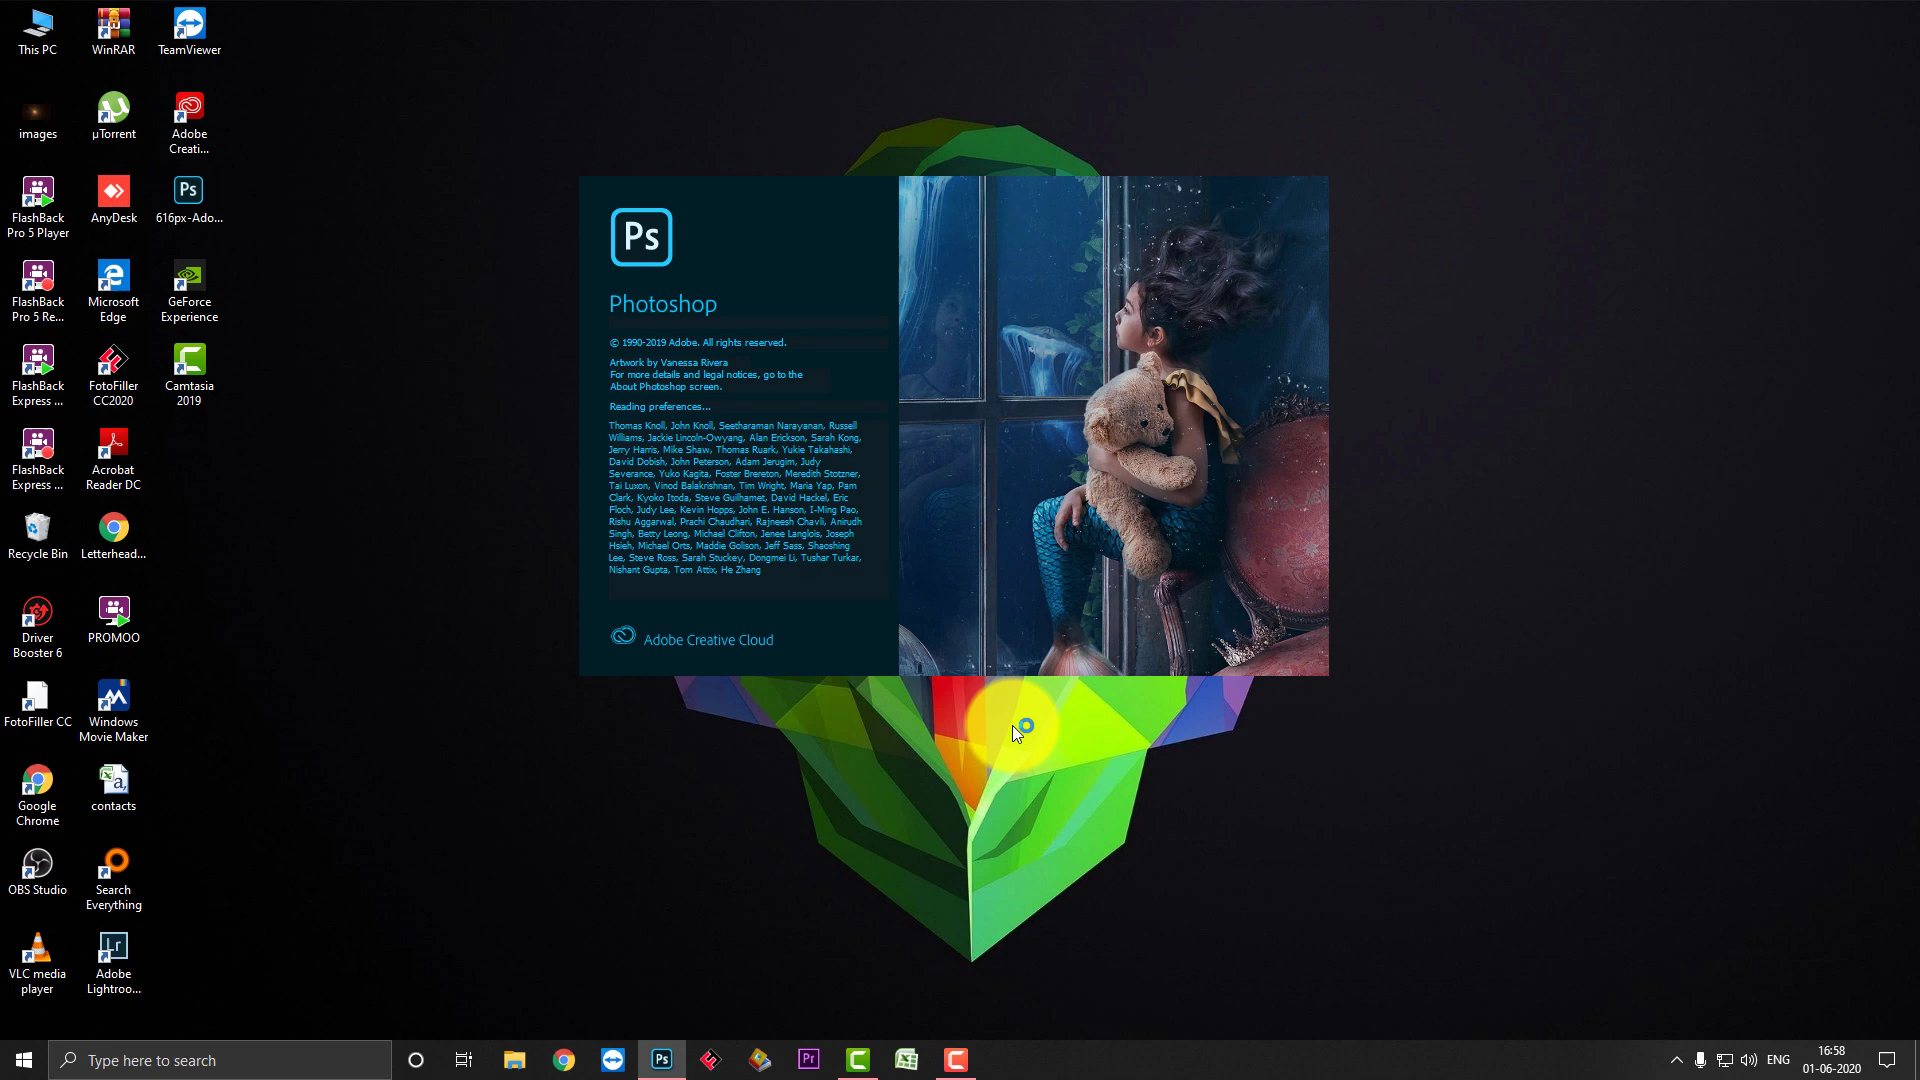 This PC
WinRAR
TeamViewer
images
µTorrent
Adobe
Creati...
FlashBack
Pro 5 Player
AnyDesk
Ps
616px-Ado...
FlashBack
Pro 5 Re...
Microsoft
Edge
GeForce
Experience
FlashBack
Express ...
FotoFiller
CC2020
Camtasia
2019
FlashBack
Express ...
Acrobat
Reader DC
Recycle Bin
Letterhead...
Driver
Booster 6
PROMOO
FotoFiller CC
Windows
Movie Maker
Google
Chrome
contacts
OBS Studio
Search
Everything
VLC media
player
Lr
Adobe
Lightroo...
Ps
Photoshop
© 1990-2019 Adobe. All rights reserved.
Artwork by Vanessa Rivera
For more details and legal notices, go to the
About Photoshop screen.
Reading preferences...
Thomas Knoll, John Knoll, Seetharaman Narayanan, Russell
Williams, Jackie Lincoln-Owyang, Alan Erickson, Sarah Kong,
Jerry Harris, Mike Shaw, Thomas Ruark, Yukie Takahashi,
David Dobish, John Peterson, Adam Jerugim, Judy
Severance, Yuko Kagita, Foster Brereton, Meredith Stotzner,
Tai Luxon, Vinod Balakrishnan, Tim Wright, Maria Yap, Pam
Clark, Kyoko Itoda, Steve Guilhamet, David Hackel, Eric
Floch, Judy Lee, Kevin Hopps, John E. Hanson, I-Ming Pao,
Rishu Aggarwal, Prachi Chaudhari, Rajneesh Chavli, Anirudh
Singh, Betty Leong, Michael Clifton, Jenee Langlois, Joseph
Hsieh, Michael Orts, Maddie Golison, Jeff Sass, Shaoshing
Lee, Steve Ross, Sarah Stuckey, Dongmei Li, Tushar Turkar,
Nishant Gupta, Tom Attix, He Zhang
Adobe Creative Cloud
Type here to search
Ps
Pr
ENG
16:58
01-06-2020